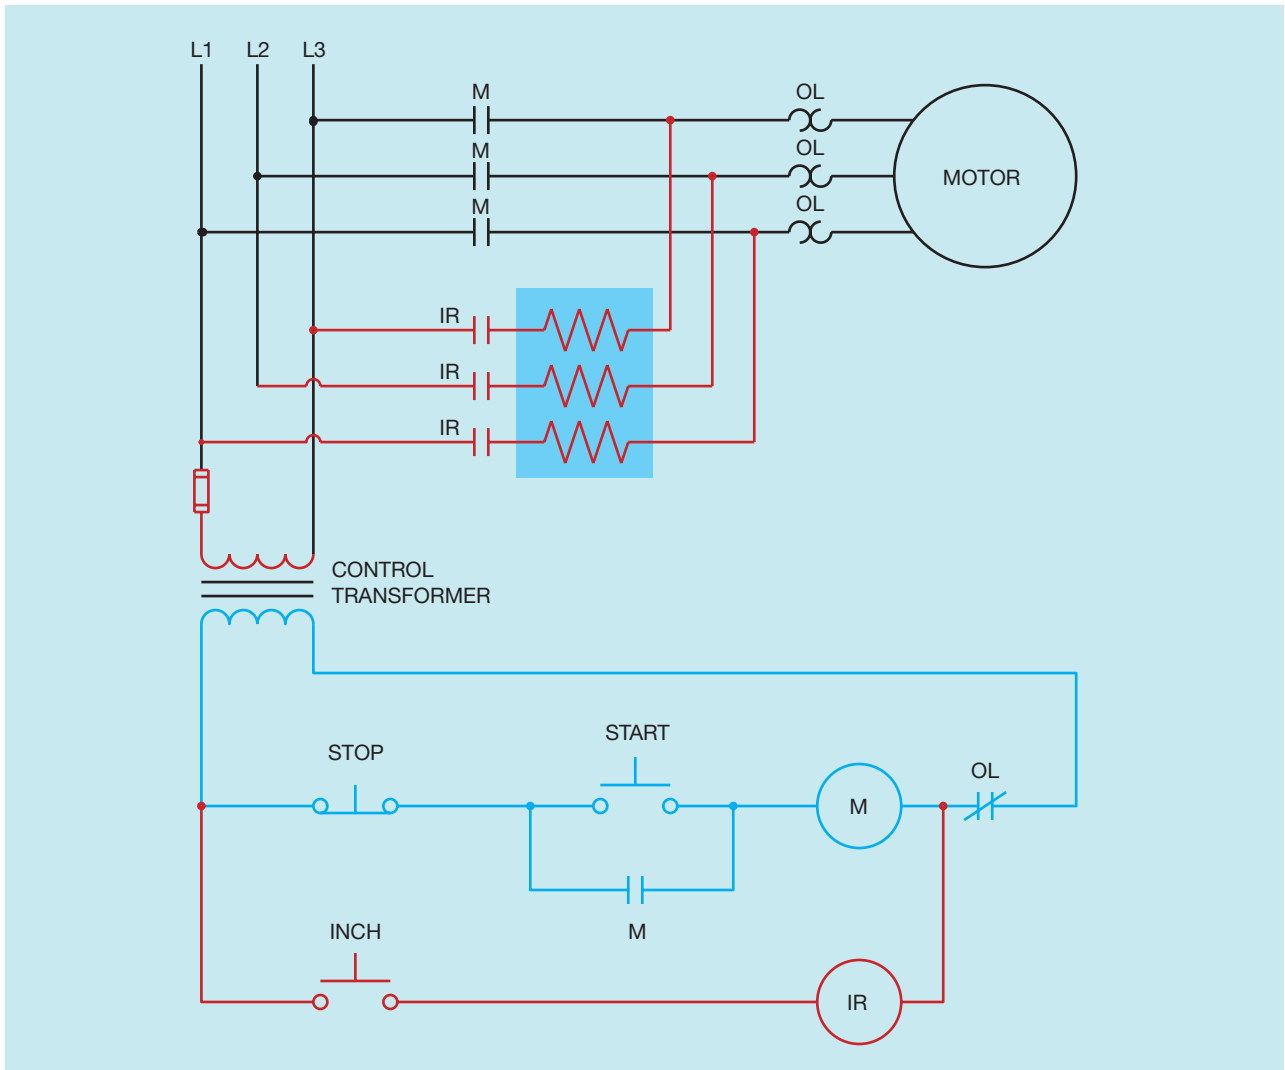 L1 L2 L3
M
OL
M
OL
MOTOR
M
OL
IR
IR
IR
CONTROL
TRANSFORMER
START
STOP
OL
M
INCH
M
IR